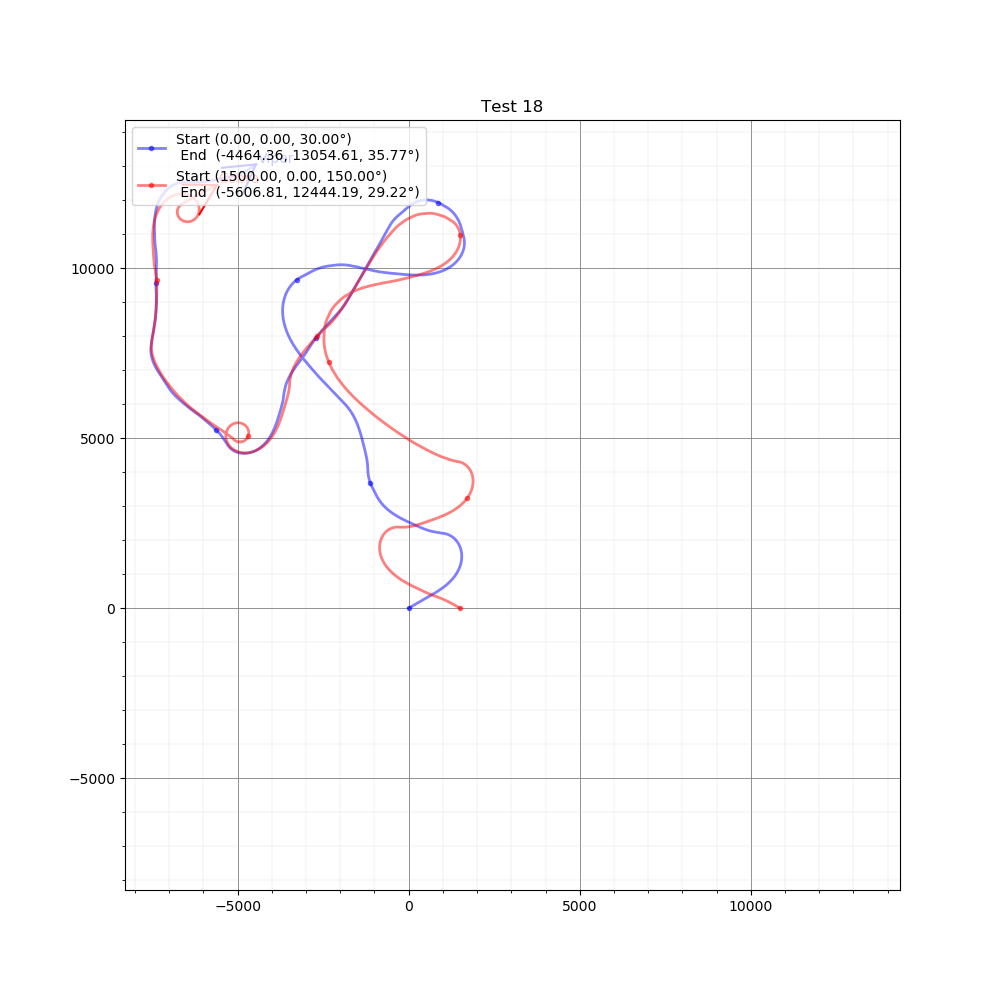 Test 18
Start (0.00, 0.00, 30.00°)
End  (-4464.36, 13054.61, 35.77°)
Start (1500.00, 0.00, 150.00°)
End  (-5606.81, 12444.19, 29.22°)
10000
5000
0
−5000
−5000
0
5000
10000